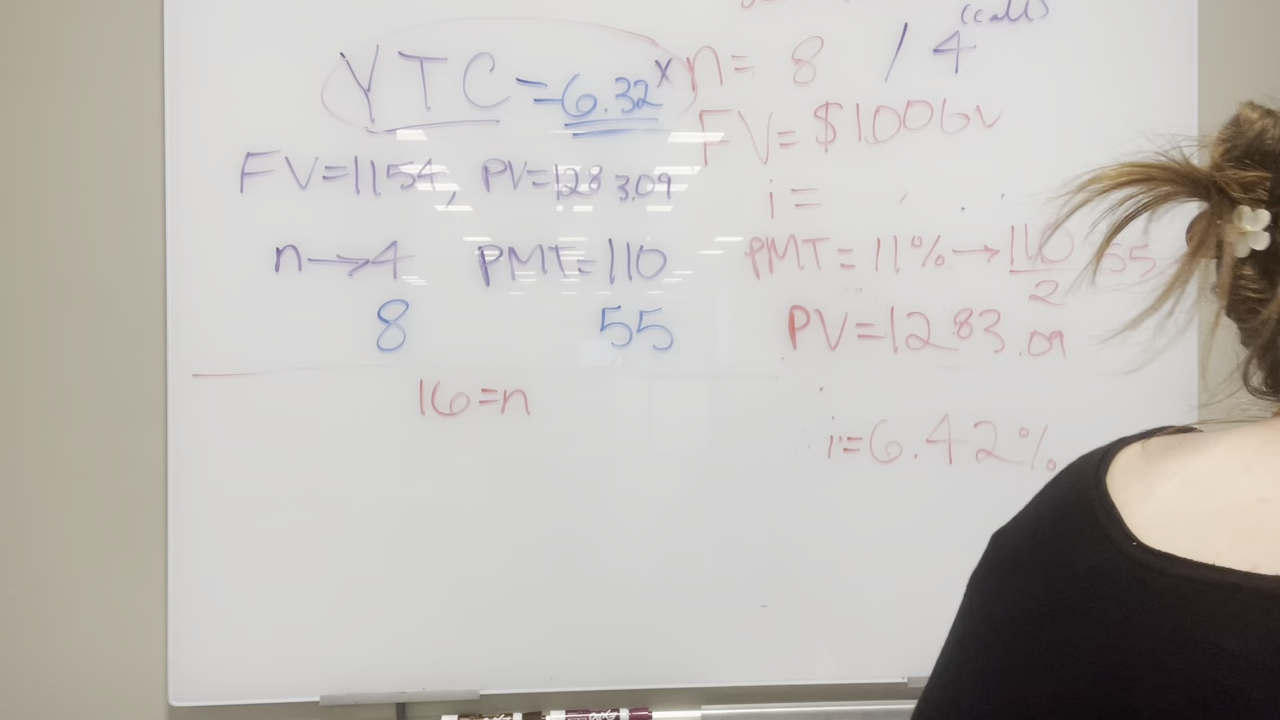 (call)
YTC = 6.32 x n = 8 / 4
FV = $1000
FV=1154, PV=1283.09
i =
n→4 PMT=110 PMT = 11% → 110/2 55
8 55 PV=1283.09
16=n
i=6.42%